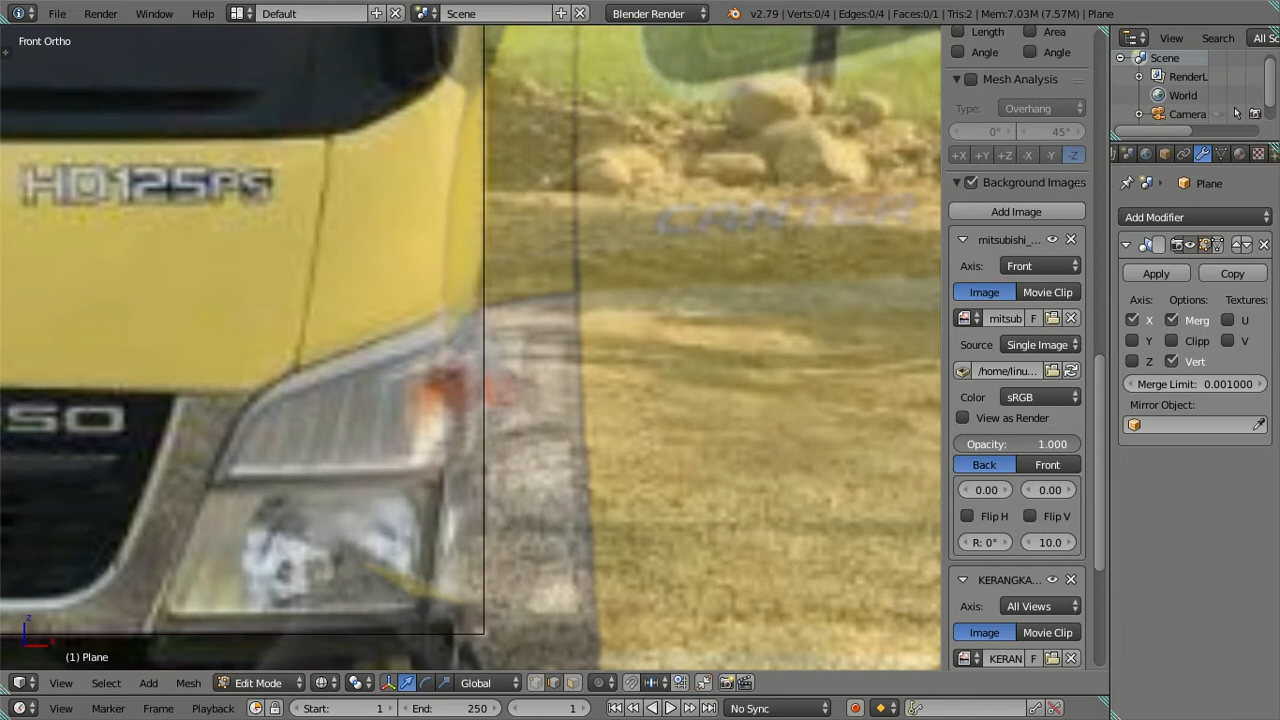 File Render Window Help Default Scene Blender Render v2.79 | Verts:0/4 | Edges:0/4 | Faces:0/1 | Tris:2 | Mem:7.03M (7.57M) | Plane
Front Ortho
Length Area
Angle Angle
Mesh Analysis
Type: Overhang
0° 45°
+X +Y +Z -X -Y -Z
Background Images
Add Image
mitsubishi_...
Axis: Front
Image Movie Clip
mitsub F
Source Single Image
/home/linu...
Color sRGB
View as Render
Opacity: 1.000
Back Front
0.00 0.00
Flip H Flip V
R: 0° 10.0
KERANGKA...
Axis: All Views
Image Movie Clip
KERAN F
View Search All Sc
Scene
RenderL
World
Camera
Plane
Add Modifier
Apply Copy
Axis: Options: Textures:
X Merg U
Y Clipp V
Z Vert
Merge Limit: 0.001000
Mirror Object:
HD125PS
CANTER
SO
z
x
(1) Plane
View Select Add Mesh Edit Mode Global
View Marker Frame Playback Start: 1 End: 250 1 No Sync